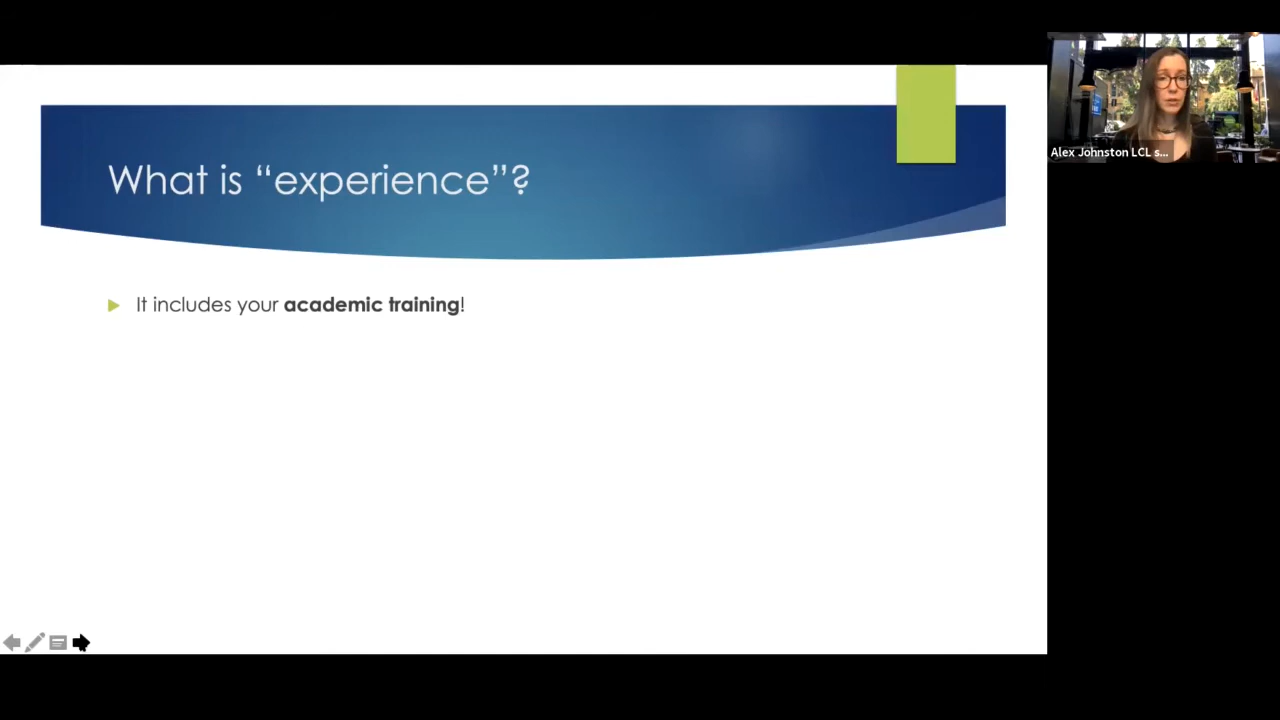 What is “experience”?
It includes your academic training!
Alex Johnston LCL s...